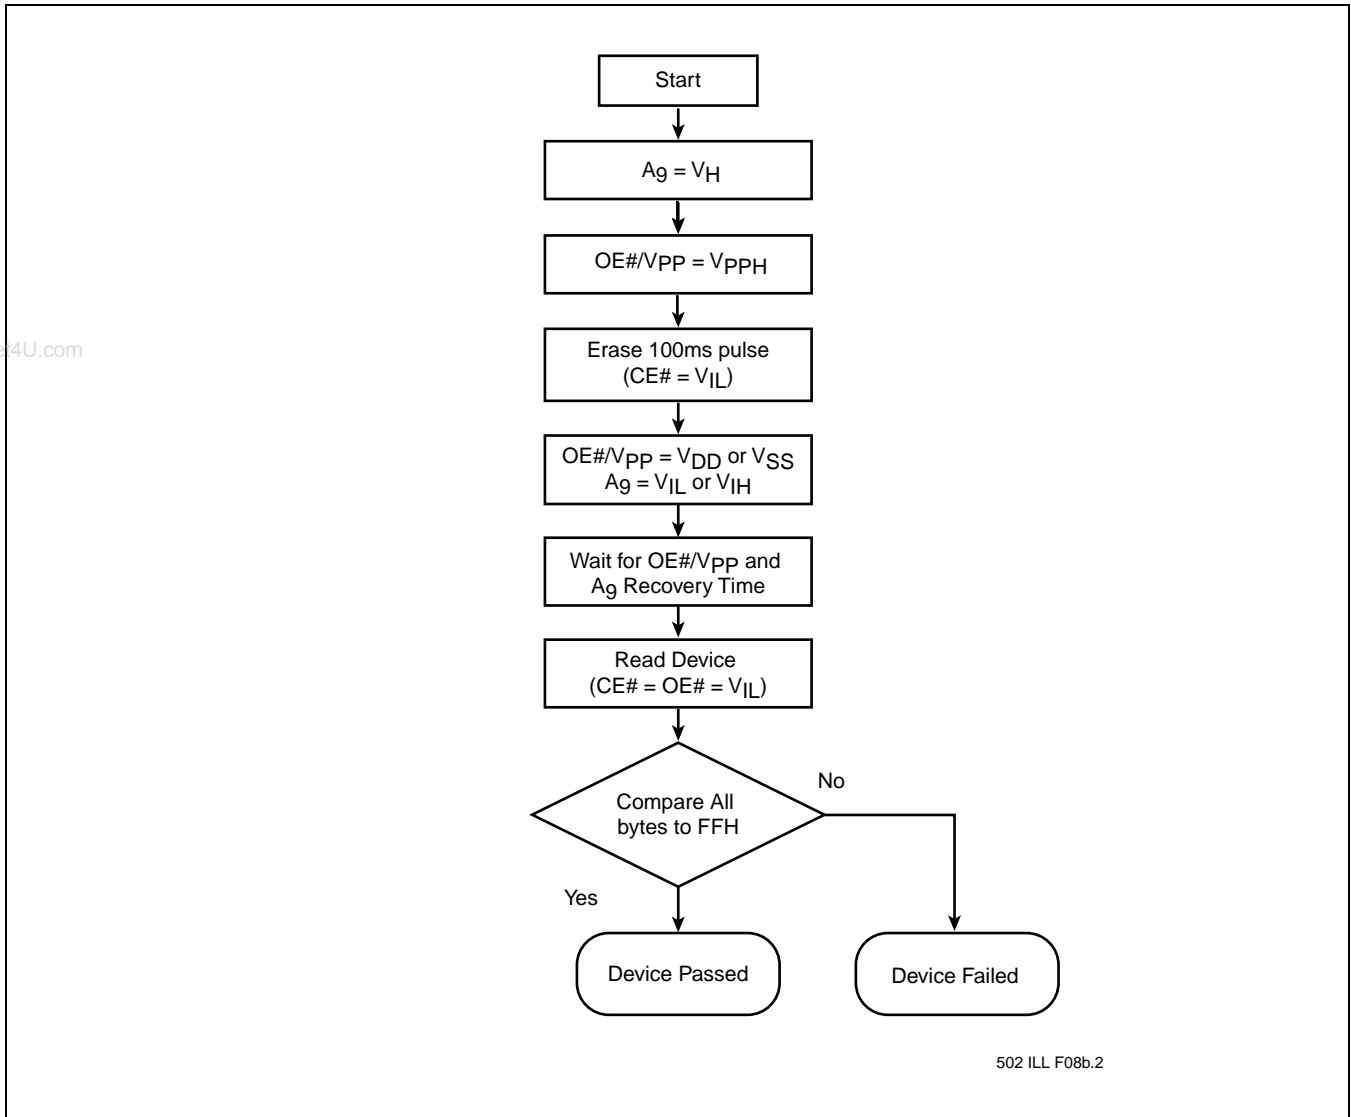 Start
A9 = VH
OE#/VPP = VPPH
Erase 100ms pulse
(CE# = VIL)
OE#/VPP = VDD or VSS
A9 = VIL or VIH
Wait for OE#/VPP and
A9 Recovery Time
Read Device
(CE# = OE# = VIL)
Compare All
bytes to FFH
No
Yes
Device Passed
Device Failed
502 ILL F08b.2
et4U.com